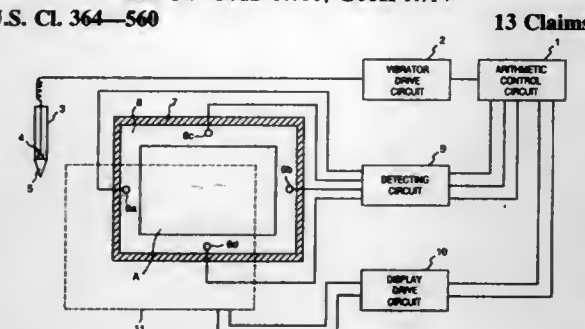 U.S. Cl. 364—560
13 Claims
2
1
VIBRATOR
DRIVE
CIRCUIT
ARITHMETIC
CONTROL
CIRCUIT
3
4
5
8
7
6c
6a
6b
6d
A
9
DETECTING
CIRCUIT
10
DISPLAY
DRIVE
CIRCUIT
11